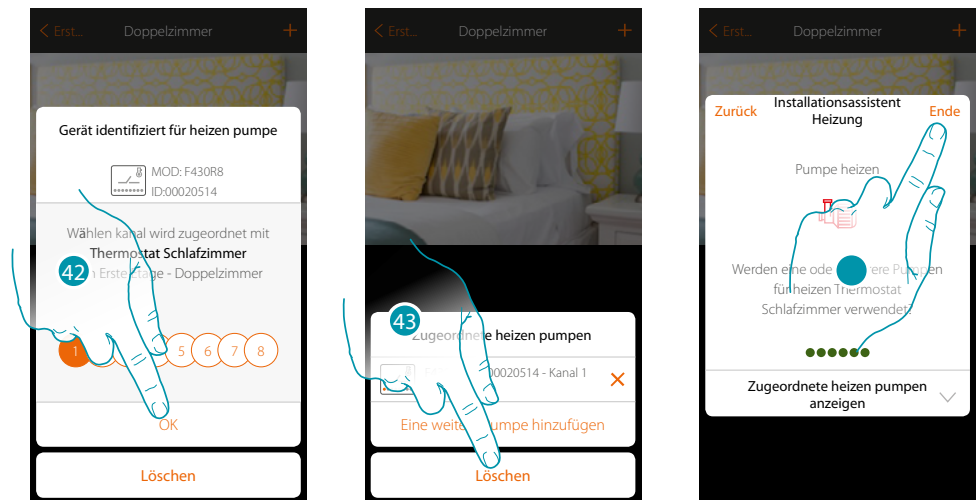 Erst...
Doppelzimmer
+
Gerät identifiziert für heizen pumpe
MOD: F430R8
ID:00020514
Wählen kanal wird zugeordnet mit
Thermostat Schlafzimmer
42
Erste Etage - Doppelzimmer
1
5 6 7 8
OK
Löschen
Erst...
Doppelzimmer
+
43
Zugeordnete heizen pumpen
00020514 - Kanal 1
Eine weitere pumpe hinzufügen
Löschen
Erst...
Doppelzimmer
+
Zurück
Installationsassistent
Heizung
Ende
Pumpe heizen
Werden eine Pumpen
für heizen Thermostat
Schlafzimmer verwendet?
Zugeordnete heizen pumpen
anzeigen